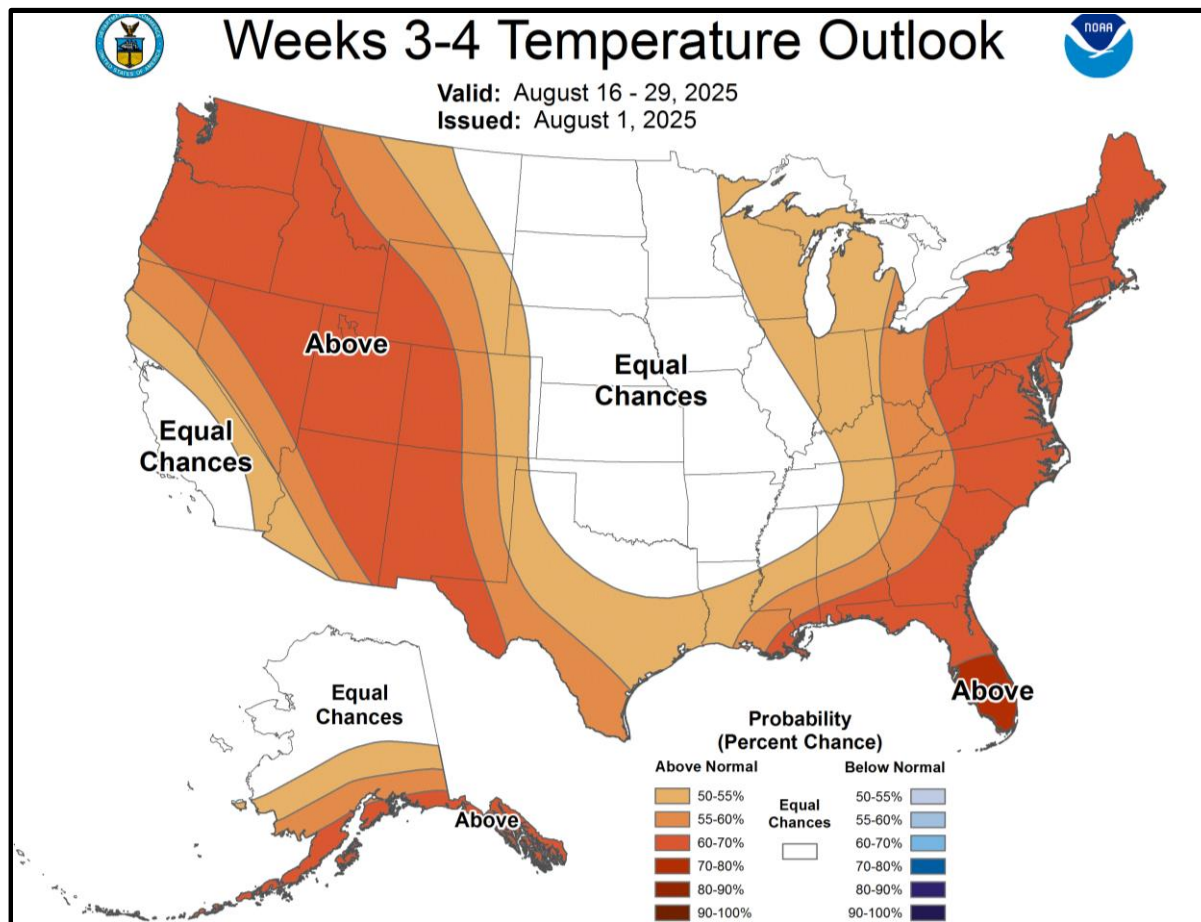 Weeks 3-4 Temperature Outlook
NOAA
Valid: August 16 - 29, 2025
Issued: August 1, 2025
Above
Equal
Chances
Equal
Chances
Above
Equal
Chances
Above
Probability
(Percent Chance)
Above Normal
Below Normal
50-55%
55-60%
60-70%
70-80%
80-90%
90-100%
Equal
Chances
50-55%
55-60%
60-70%
70-80%
80-90%
90-100%